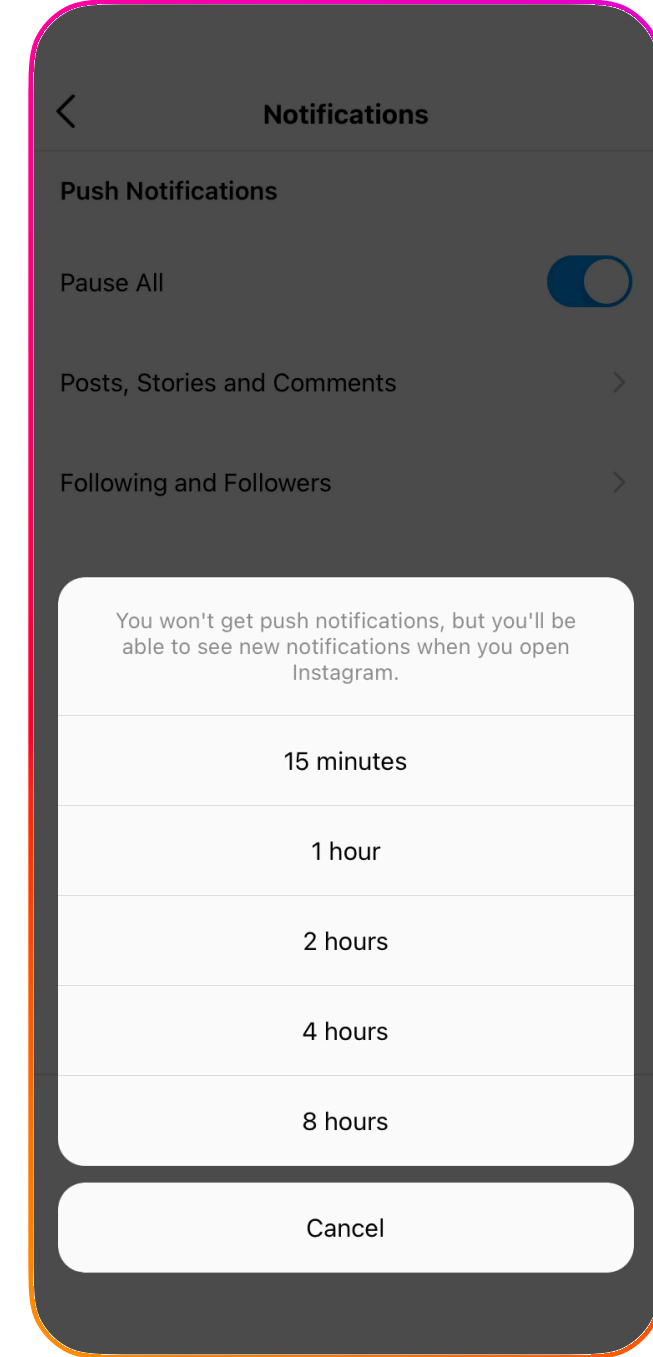 Notifications
Push Notifications
Pause All
Posts, Stories and Comments
Following and Followers
You won't get push notifications, but you'll be
able to see new notifications when you open
Instagram.
15 minutes
1 hour
2 hours
4 hours
8 hours
Cancel